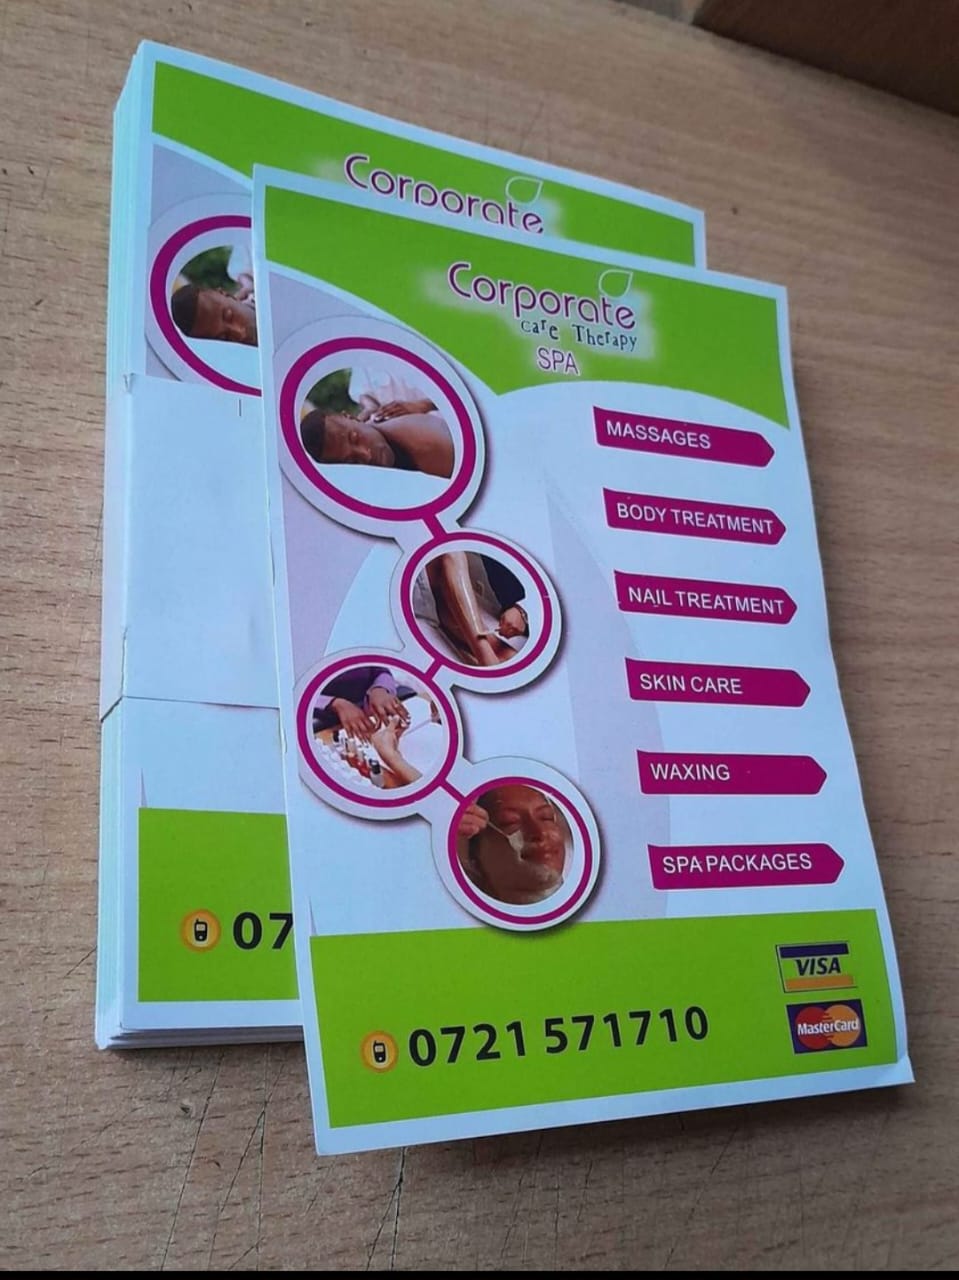 Corporate
Corporate
care Therapy
SPA
MASSAGES
BODY TREATMENT
NAIL TREATMENT
SKIN CARE
WAXING
SPA PACKAGES
07
0721 571710
VISA
MasterCard